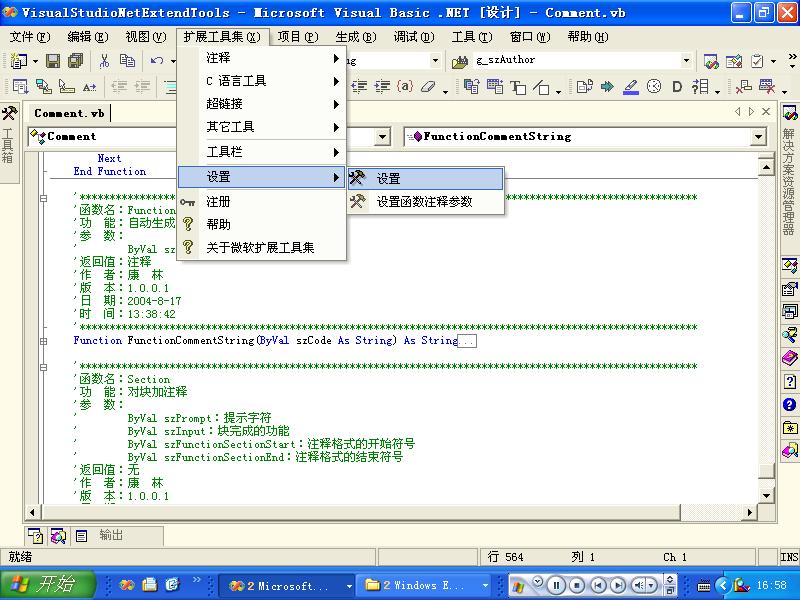 VisualStudioNetExtendTools - Microsoft Visual Basic .NET [设计] - Comment.vb
文件(F) 编辑(E) 视图(V) 扩展工具集(X) 项目(P) 生成(B) 调试(D) 工具(T) 窗口(W) 帮助(H)
g_szAuthor
Comment.vb
Comment
FunctionCommentString
注释
C 语言工具
超链接
其它工具
工具栏
设置
注册
帮助
关于微软扩展工具集
设置
设置函数注释参数
工具箱
解决方案资源管理器
Next
End Function
'*********************************************************************
'函数名：Function
'功 能：自动生成
'参 数：
' ByVal sz
'返回值：注释
'作 者：康 林
'版 本：1.0.0.1
'日 期：2004-8-17
'时 间：13:38:42
'*********************************************************************
Function FunctionCommentString(ByVal szCode As String) As String...
'*********************************************************************
'函数名：Section
'功 能：对块加注释
'参 数：
' ByVal szPrompt：提示字符
' ByVal szInput：块完成的功能
' ByVal szFunctionSectionStart：注释格式的开始符号
' ByVal szFunctionSectionEnd：注释格式的结束符号
'返回值：无
'作 者：康 林
'版 本：1.0.0.1
输出
就绪 行 564 列 1 Ch 1 INS
开始 2 Microsoft... 2 Windows E... 16:58